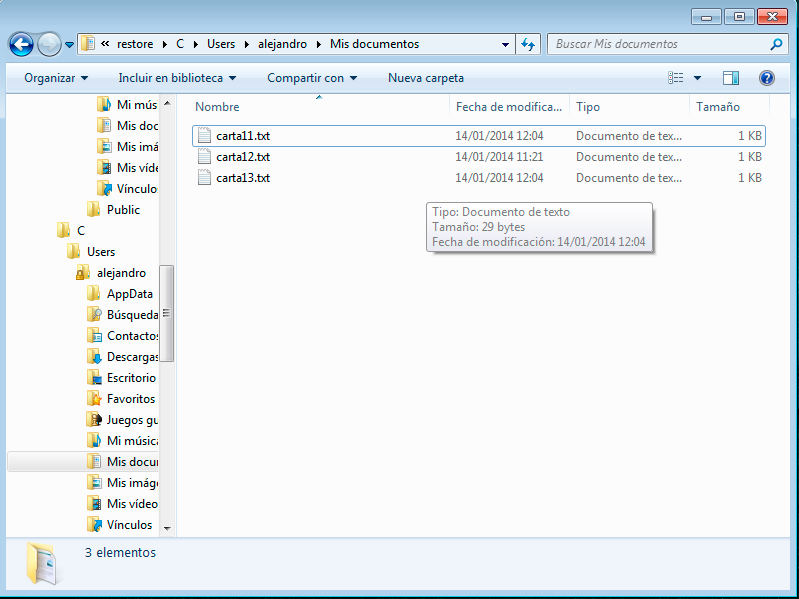 « restore ▸ C ▸ Users ▸ alejandro ▸ Mis documentos
Buscar Mis documentos
Organizar Incluir en biblioteca Compartir con Nueva carpeta
Nombre Fecha de modifica... Tipo Tamaño
carta11.txt 14/01/2014 12:04 Documento de tex... 1 KB
carta12.txt 14/01/2014 11:21 Documento de tex... 1 KB
carta13.txt 14/01/2014 12:04 Documento de tex... 1 KB
Tipo: Documento de texto
Tamaño: 29 bytes
Fecha de modificación: 14/01/2014 12:04
Mi mús
Mis doc
Mis imá
Mis víde
Vínculo
Public
C
Users
alejandro
AppData
Búsqueda
Contactos
Descargas
Escritorio
Favoritos
Juegos gu
Mi música
Mis docu
Mis imág
Mis vídeo
Vínculos
3 elementos